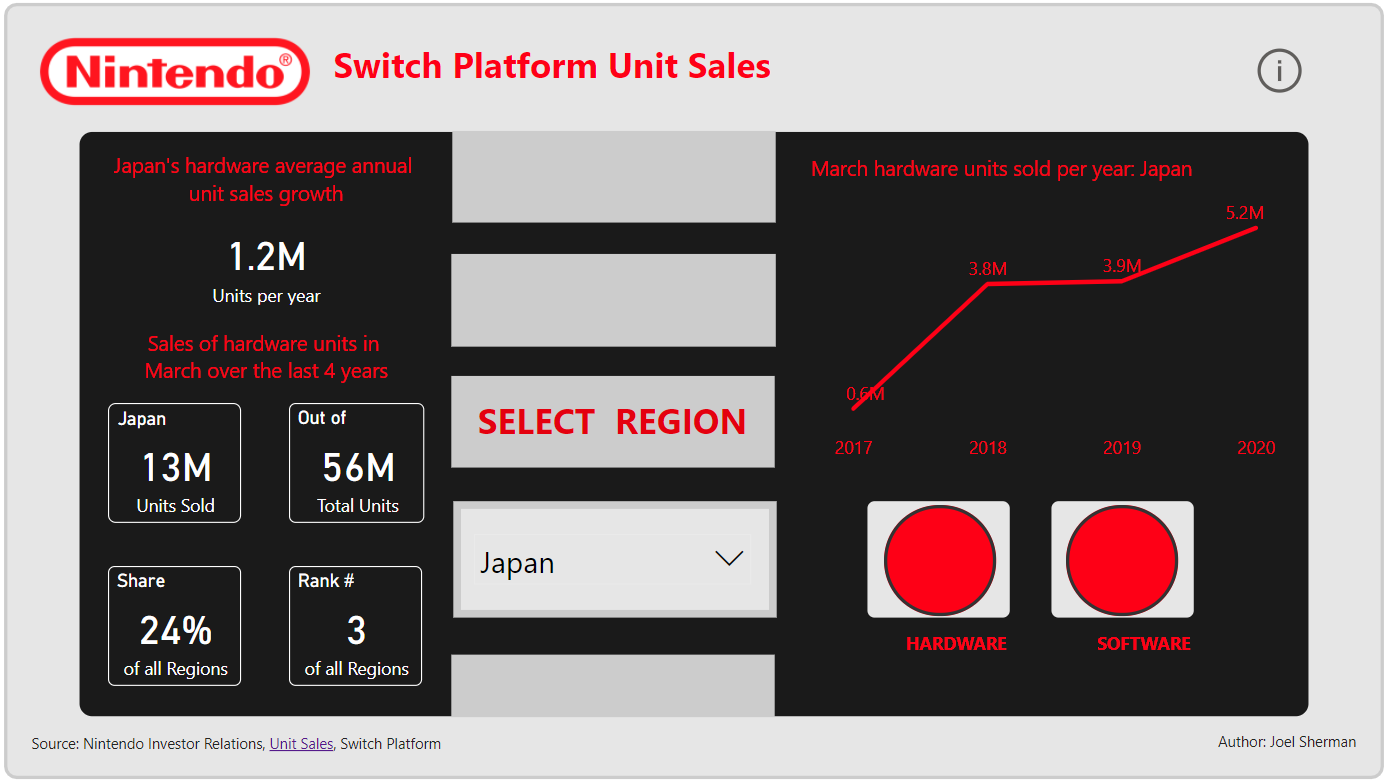 Nintendo®
Switch Platform Unit Sales
i
Japan's hardware average annual
unit sales growth
1.2M
Units per year
Sales of hardware units in
March over the last 4 years
Japan
13M
Units Sold
Out of
56M
Total Units
Share
24%
of all Regions
Rank #
3
of all Regions
SELECT REGION
Japan
March hardware units sold per year: Japan
5.2M
3.8M
3.9M
0.6M
2017 2018 2019 2020
HARDWARE SOFTWARE
Source: Nintendo Investor Relations, Unit Sales, Switch Platform
Author: Joel Sherman